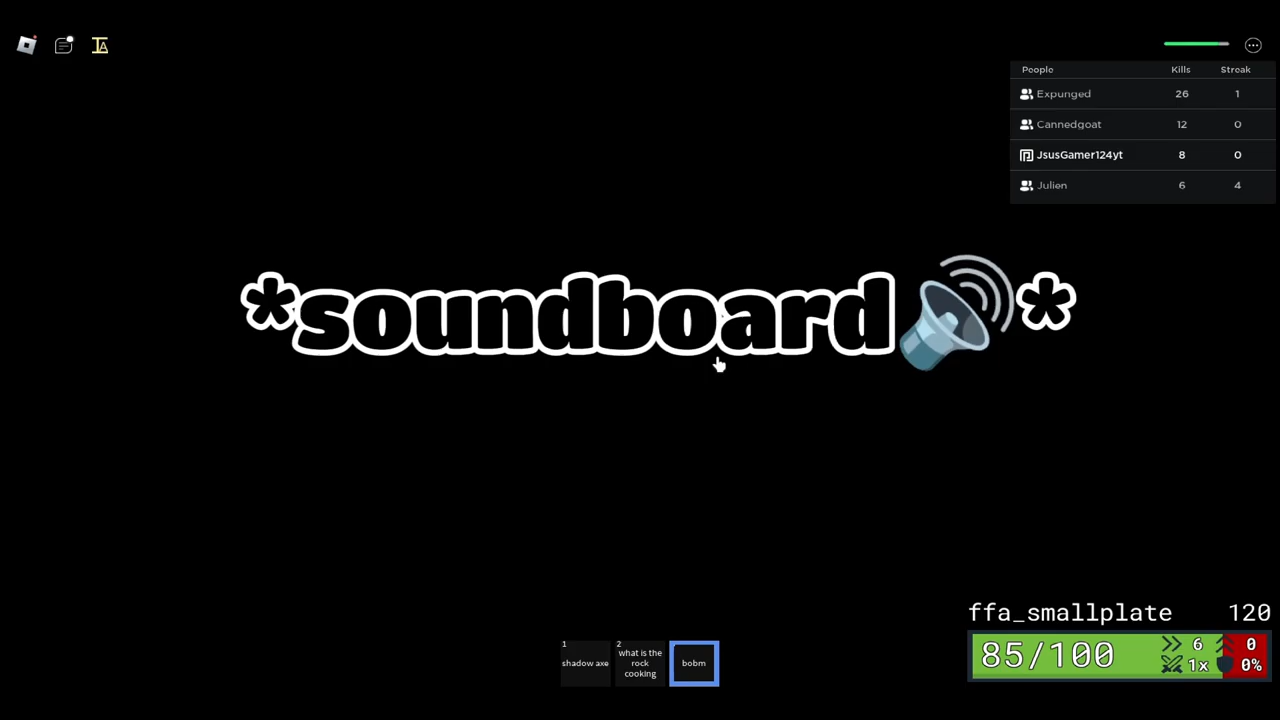 People Kills Streak
Expunged 26 1
Cannedgoat 12 0
JsusGamer124yt 8 0
Julien 6 4
*soundboard🔊*
ffa_smallplate 120
85/100 6 0
1x 0%
1 shadow axe
2 what is the
rock
cooking
bobm